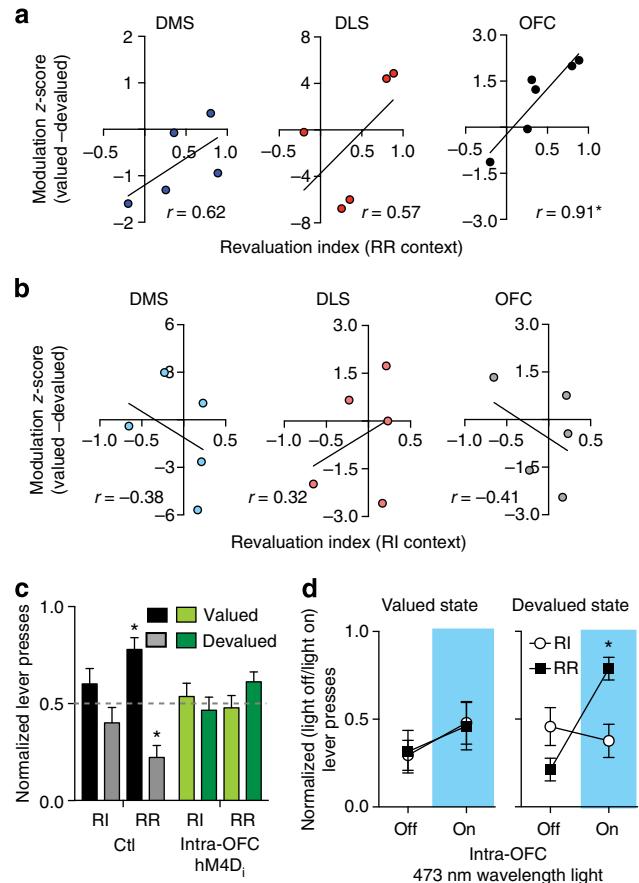 a
DMS
DLS
OFC
Modulation z-score
(valued –devalued)
2
1
–1
–2
–0.5
0.5
1.0
r = 0.62
8
4
–4
–8
–0.5
0.5
1.0
r = 0.57
3.0
1.5
–1.5
–3.0
–0.5
0.5
1.0
r = 0.91*
Revaluation index (RR context)
b
DMS
DLS
OFC
Modulation z-score
(valued –devalued)
6
–3
–6
–1.0
–0.5
0.5
r = –0.38
3.0
1.5
–1.5
–3.0
–1.0
–0.5
0.5
r = 0.32
3.0
1.5
–1.5
–3.0
–1.0
–0.5
0.5
r = –0.41
Revaluation index (RI context)
c
Normalized lever presses
1.0
0.5
0.0
*
*
Valued
Devalued
RI RR RI RR
Ctl
Intra-OFC
hM4Di
d
Valued state
Devalued state
Normalized (light off/light on)
lever presses
1.0
0.5
0.0
RI
RR
*
Off On Off On
Intra-OFC
473 nm wavelength light